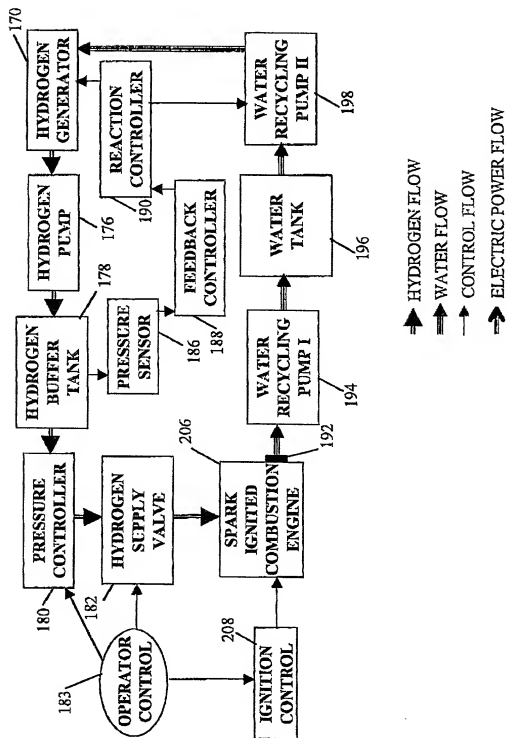 170
HYDROGEN
GENERATOR
HYDROGEN
PUMP
176
HYDROGEN
BUFFER
TANK
178
PRESSURE
CONTROLLER
180
REACTION
CONTROLLER
190
FEEDBACK
CONTROLLER
188
PRESSURE
SENSOR
186
HYDROGEN
SUPPLY
VALVE
182
183
OPERATOR
CONTROL
WATER
RECYCLING
PUMP II
198
WATER
TANK
196
WATER
RECYCLING
PUMP I
194
192
206
SPARK
IGNITED
COMBUSTION
ENGINE
208
IGNITION
CONTROL
HYDROGEN FLOW
WATER FLOW
CONTROL FLOW
ELECTRIC POWER FLOW